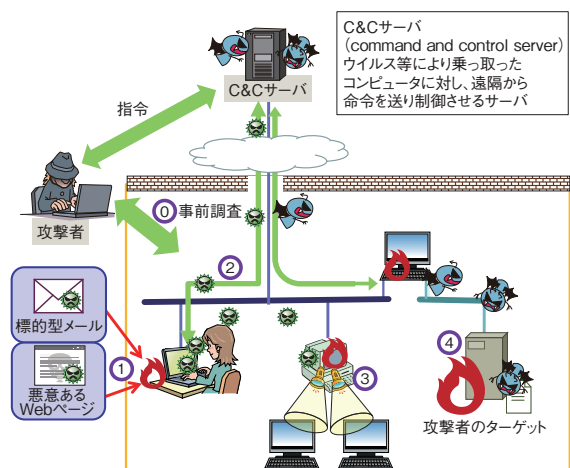 C&Cサーバ
(command and control server)
ウイルス等により乗っ取った
コンピュータに対し、遠隔から
命令を送り制御させるサーバ
C&Cサーバ
指令
攻撃者
⓪ 事前調査
②
標的型メール
①
悪意ある
Webページ
③
④
攻撃者のターゲット